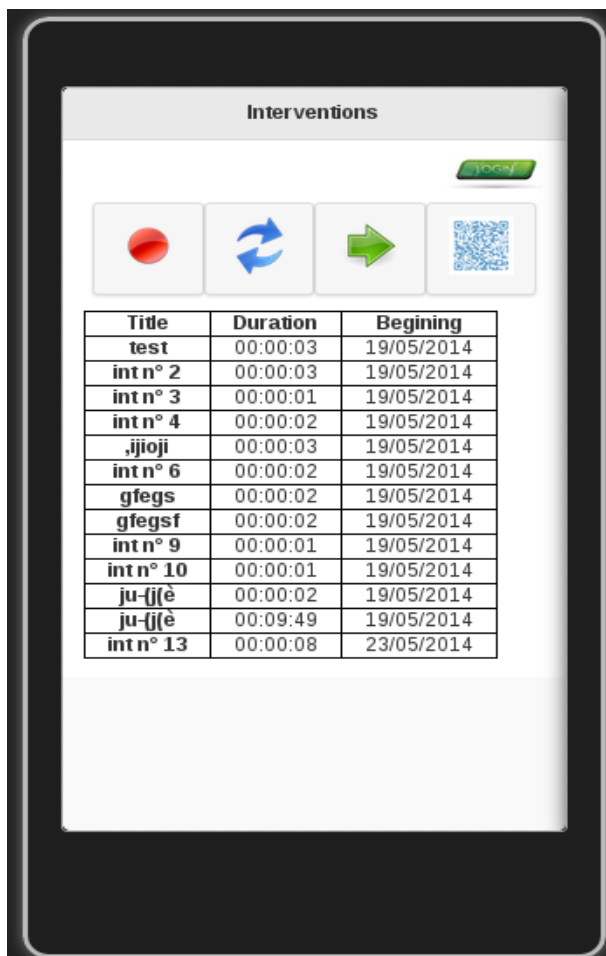 Interventions
LOGIN
Title Duration Begining
test 00:00:03 19/05/2014
int n° 2 00:00:03 19/05/2014
int n° 3 00:00:01 19/05/2014
int n° 4 00:00:02 19/05/2014
,ijioji 00:00:03 19/05/2014
int n° 6 00:00:02 19/05/2014
gfegs 00:00:02 19/05/2014
gfegsf 00:00:02 19/05/2014
int n° 9 00:00:01 19/05/2014
int n° 10 00:00:01 19/05/2014
ju-{j(è 00:00:02 19/05/2014
ju-{j(è 00:09:49 19/05/2014
int n° 13 00:00:08 23/05/2014